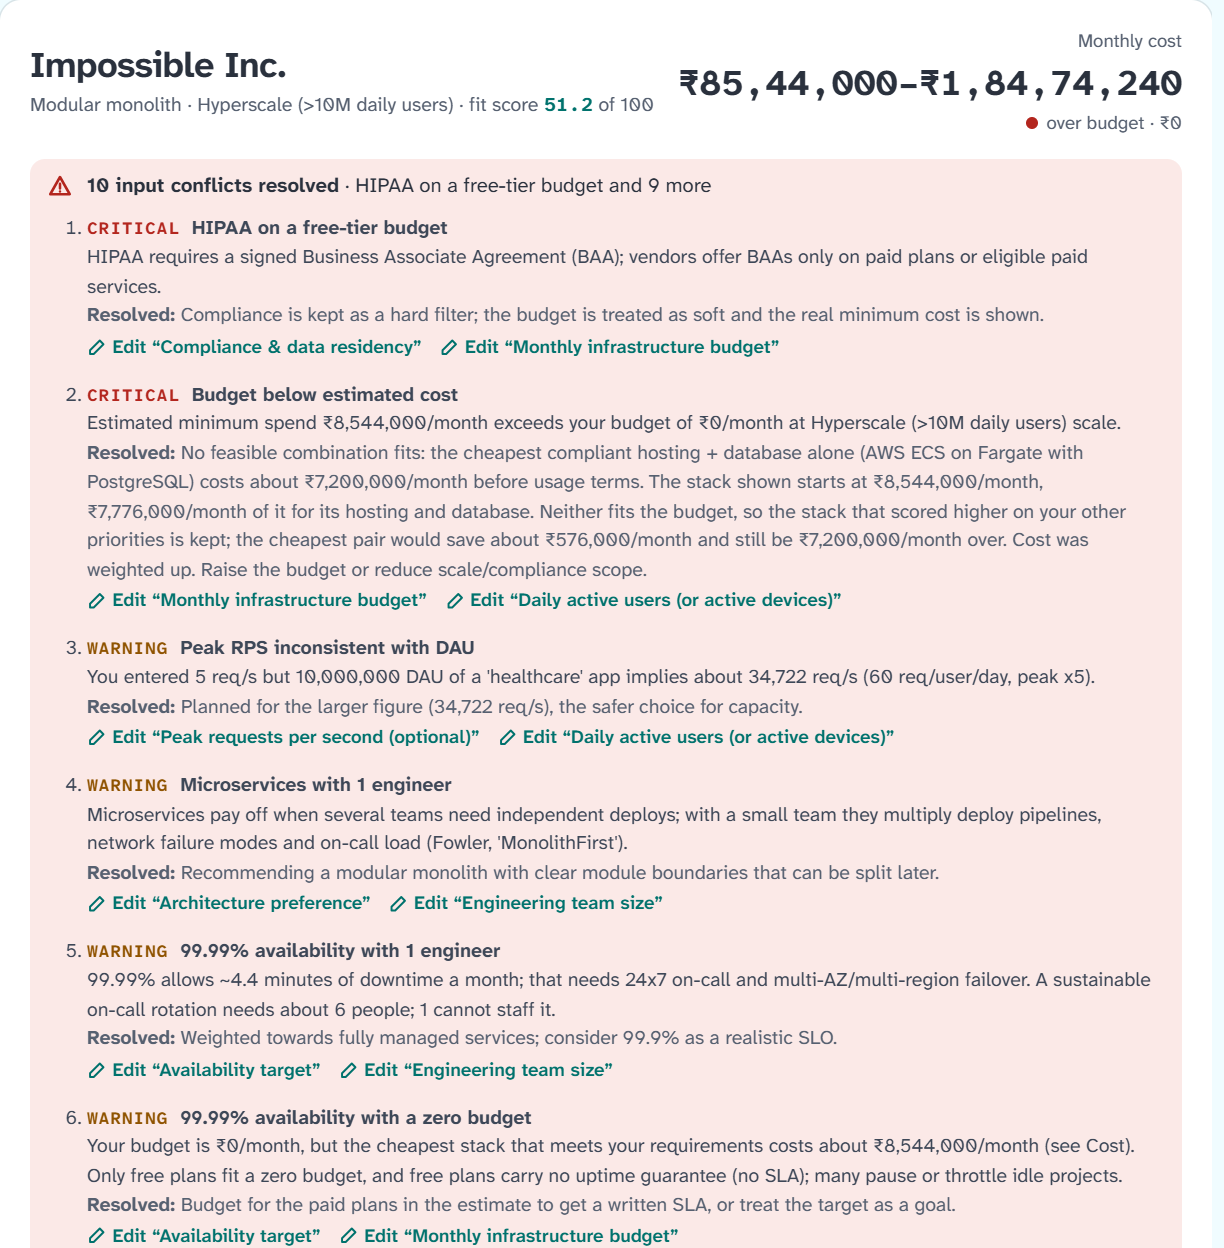 Monthly cost
Impossible Inc.
₹85,44,000–₹1,84,74,240
Modular monolith · Hyperscale (>10M daily users) · fit score 51.2 of 100
over budget · ₹0
10 input conflicts resolved · HIPAA on a free-tier budget and 9 more
1. CRITICAL HIPAA on a free-tier budget
HIPAA requires a signed Business Associate Agreement (BAA); vendors offer BAAs only on paid plans or eligible paid
services.
Resolved: Compliance is kept as a hard filter; the budget is treated as soft and the real minimum cost is shown.
Edit “Compliance & data residency” Edit “Monthly infrastructure budget”
2. CRITICAL Budget below estimated cost
Estimated minimum spend ₹8,544,000/month exceeds your budget of ₹0/month at Hyperscale (>10M daily users) scale.
Resolved: No feasible combination fits: the cheapest compliant hosting + database alone (AWS ECS on Fargate with
PostgreSQL) costs about ₹7,200,000/month before usage terms. The stack shown starts at ₹8,544,000/month,
₹7,776,000/month of it for its hosting and database. Neither fits the budget, so the stack that scored higher on your other
priorities is kept; the cheapest pair would save about ₹576,000/month and still be ₹7,200,000/month over. Cost was
weighted up. Raise the budget or reduce scale/compliance scope.
Edit “Monthly infrastructure budget” Edit “Daily active users (or active devices)”
3. WARNING Peak RPS inconsistent with DAU
You entered 5 req/s but 10,000,000 DAU of a 'healthcare' app implies about 34,722 req/s (60 req/user/day, peak x5).
Resolved: Planned for the larger figure (34,722 req/s), the safer choice for capacity.
Edit “Peak requests per second (optional)” Edit “Daily active users (or active devices)”
4. WARNING Microservices with 1 engineer
Microservices pay off when several teams need independent deploys; with a small team they multiply deploy pipelines,
network failure modes and on-call load (Fowler, 'MonolithFirst').
Resolved: Recommending a modular monolith with clear module boundaries that can be split later.
Edit “Architecture preference” Edit “Engineering team size”
5. WARNING 99.99% availability with 1 engineer
99.99% allows ~4.4 minutes of downtime a month; that needs 24x7 on-call and multi-AZ/multi-region failover. A sustainable
on-call rotation needs about 6 people; 1 cannot staff it.
Resolved: Weighted towards fully managed services; consider 99.9% as a realistic SLO.
Edit “Availability target” Edit “Engineering team size”
6. WARNING 99.99% availability with a zero budget
Your budget is ₹0/month, but the cheapest stack that meets your requirements costs about ₹8,544,000/month (see Cost).
Only free plans fit a zero budget, and free plans carry no uptime guarantee (no SLA); many pause or throttle idle projects.
Resolved: Budget for the paid plans in the estimate to get a written SLA, or treat the target as a goal.
Edit “Availability target” Edit “Monthly infrastructure budget”